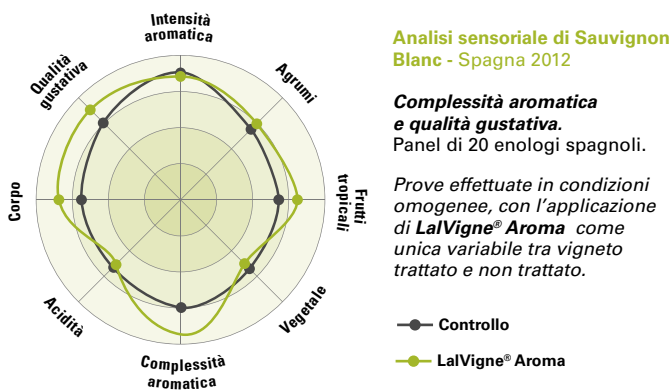 Intensità
aromatica
Agrumi
Frutti
tropicali
Vegetale
Complessità
aromatica
Acidità
Corpo
Qualità
gustativa
Analisi sensoriale di Sauvignon
Blanc - Spagna 2012
Complessità aromatica
e qualità gustativa.
Panel di 20 enologi spagnoli.
Prove effettuate in condizioni
omogenee, con l'applicazione
di LalVigne® Aroma come
unica variabile tra vigneto
trattato e non trattato.
Controllo
LalVigne® Aroma